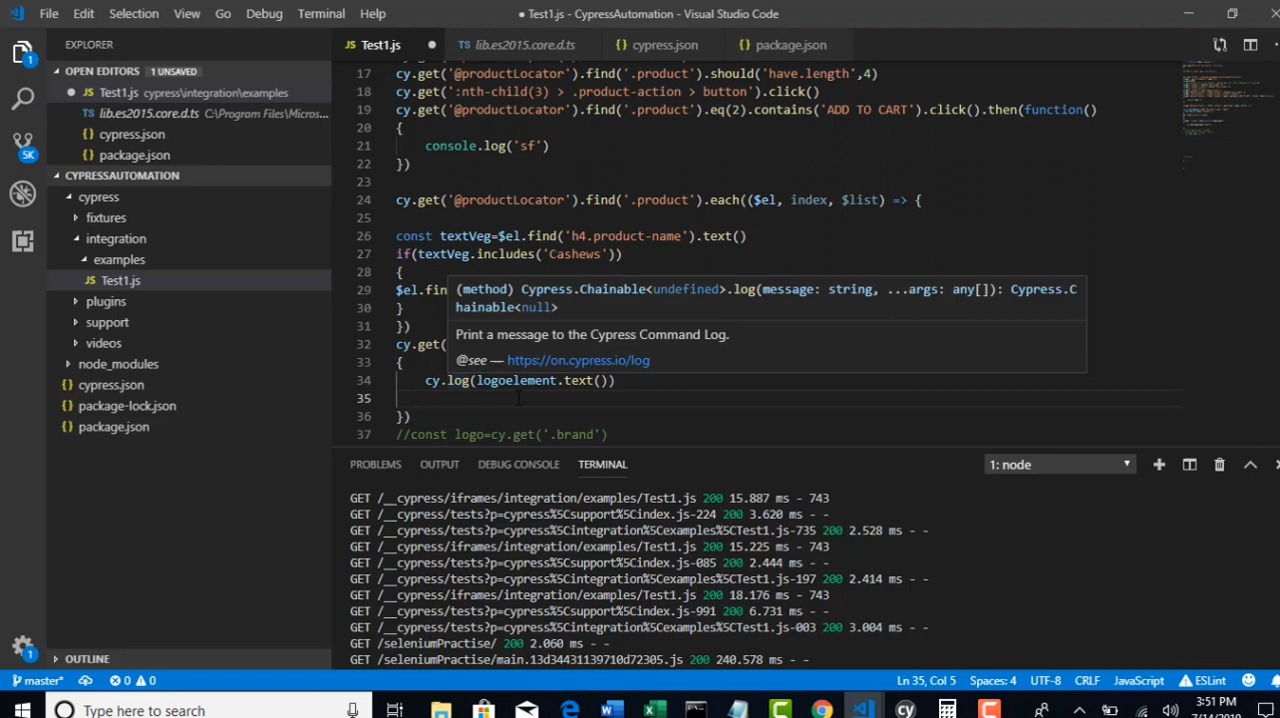 File Edit Selection View Go Debug Terminal Help
● Test1.js - CypressAutomation - Visual Studio Code
EXPLORER
OPEN EDITORS 1 UNSAVED
Test1.js cypress\integration\examples
lib.es2015.core.d.ts C:\Program Files\Micros...
cypress.json
package.json
CYPRESSAUTOMATION
cypress
fixtures
integration
examples
JS Test1.js
plugins
support
videos
node_modules
{} cypress.json
{} package-lock.json
{} package.json
OUTLINE
1
5K
1
JS Test1.js ● TS lib.es2015.core.d.ts {} cypress.json {} package.json
17 cy.get('@productLocator').find('.product').should('have.length',4)
18 cy.get(':nth-child(3) > .product-action > button').click()
19 cy.get('@productLocator').find('.product').eq(2).contains('ADD TO CART').click().then(function()
20 {
21 console.log('sf')
22 })
23
24 cy.get('@productLocator').find('.product').each(($el, index, $list) => {
25
26 const textVeg=$el.find('h4.product-name').text()
27 if(textVeg.includes('Cashews'))
28 {
29 $el.fin
30 }
31 })
32 cy.get(
33 {
34 cy.log(logoelement.text())
35
36 })
37 //const logo=cy.get('.brand')
(method) Cypress.Chainable<undefined>.log(message: string, ...args: any[]): Cypress.C
hainable<null>
Print a message to the Cypress Command Log.
@see — https://on.cypress.io/log
PROBLEMS OUTPUT DEBUG CONSOLE TERMINAL 1: node
GET /__cypress/iframes/integration/examples/Test1.js 200 15.887 ms - 743
GET /__cypress/tests?p=cypress%5Csupport%5Cindex.js-224 200 3.620 ms - -
GET /__cypress/tests?p=cypress%5Cintegration%5Cexamples%5CTest1.js-735 200 2.528 ms - -
GET /__cypress/iframes/integration/examples/Test1.js 200 15.225 ms - 743
GET /__cypress/tests?p=cypress%5Csupport%5Cindex.js-085 200 2.444 ms - -
GET /__cypress/tests?p=cypress%5Cintegration%5Cexamples%5CTest1.js-197 200 2.414 ms - -
GET /__cypress/iframes/integration/examples/Test1.js 200 18.176 ms - 743
GET /__cypress/tests?p=cypress%5Csupport%5Cindex.js-991 200 6.731 ms - -
GET /__cypress/tests?p=cypress%5Cintegration%5Cexamples%5CTest1.js-003 200 3.004 ms - -
GET /seleniumPractise/ 200 2.060 ms - -
GET /seleniumPractise/main.13d34431139710d72305.js 200 240.578 ms - -
master* 0 0 Ln 35, Col 5 Spaces: 4 UTF-8 CRLF JavaScript ESLint
Type here to search
cy
3:51 PM